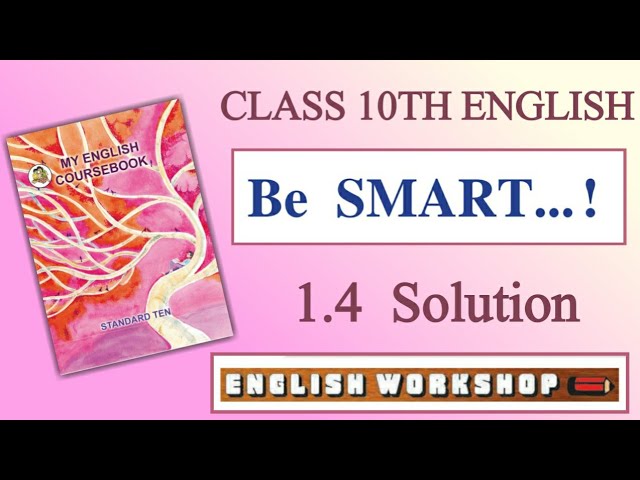 CLASS 10TH ENGLISH
MY ENGLISH
COURSEBOOK
Be SMART...!
1.4 Solution
STANDARD TEN
ENGLISH WORKSHOP